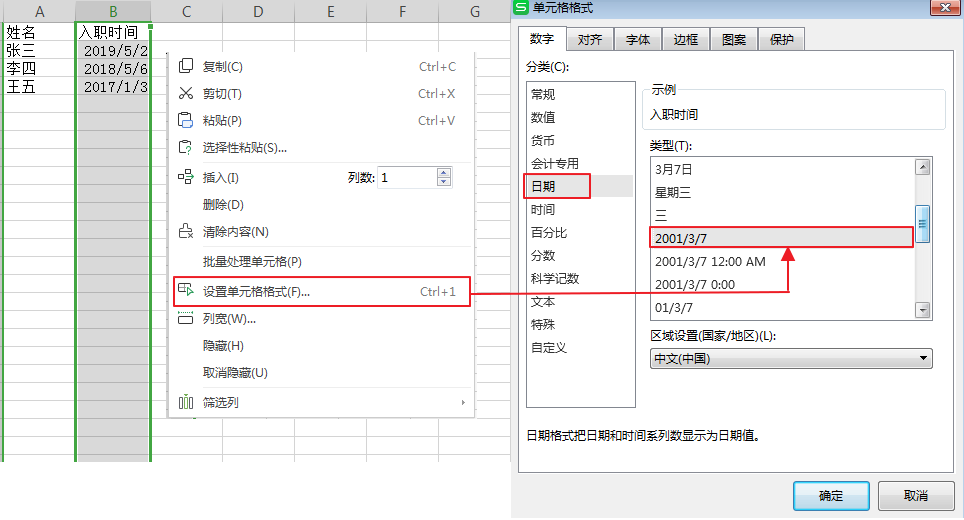 A B C D E F G
姓名 入职时间
张三 2019/5/2
李四 2018/5/6
王五 2017/1/3
复制(C) Ctrl+C
剪切(T) Ctrl+X
粘贴(P) Ctrl+V
选择性粘贴(S)...
插入(I) 列数: 1
删除(D)
清除内容(N)
批量处理单元格(P)
设置单元格格式(F)... Ctrl+1
列宽(W)...
隐藏(H)
取消隐藏(U)
筛选列
S 单元格格式
数字 对齐 字体 边框 图案 保护
分类(C):
常规
数值
货币
会计专用
日期
时间
百分比
分数
科学记数
文本
特殊
自定义
示例
入职时间
类型(T):
3月7日
星期三
三
2001/3/7
2001/3/7 12:00 AM
2001/3/7 0:00
01/3/7
区域设置(国家/地区)(L):
中文(中国)
日期格式把日期和时间系列数显示为日期值。
确定 取消